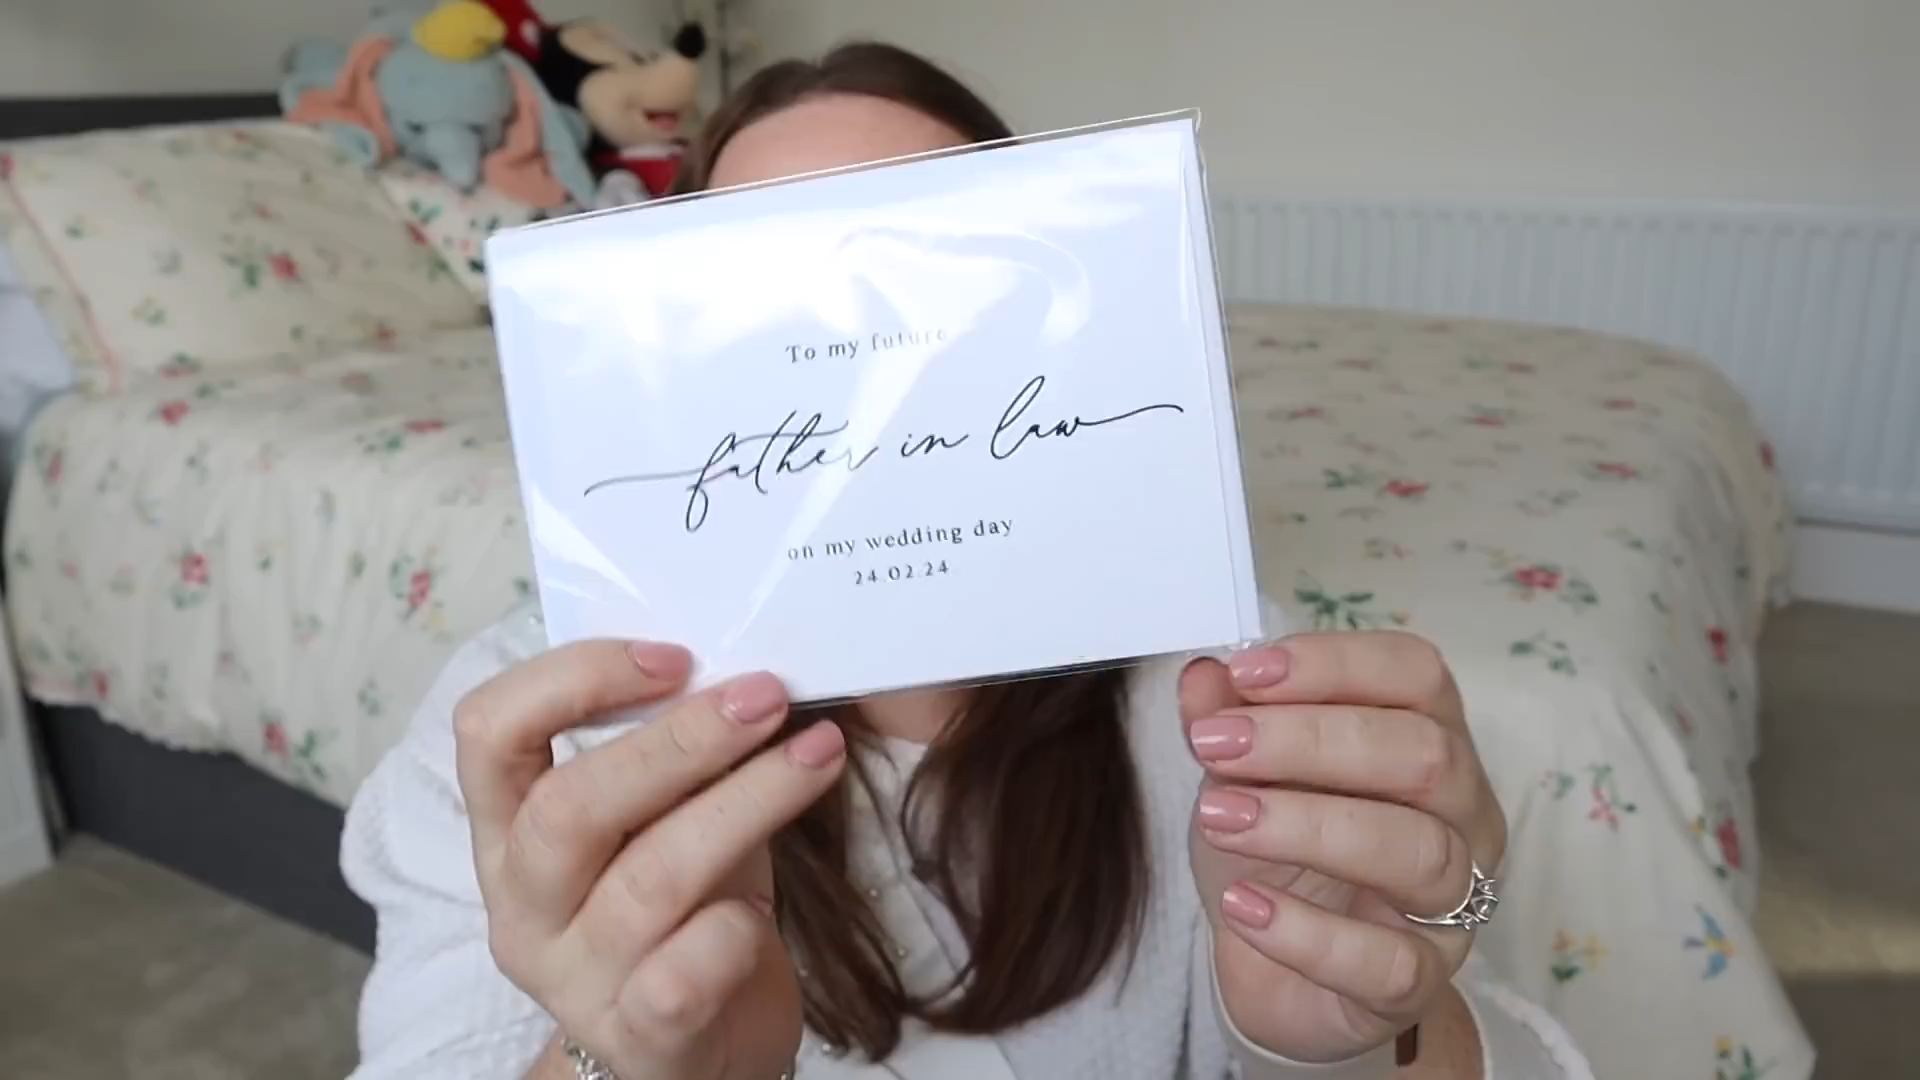 To my future
father in law
on my wedding day
24.02.24